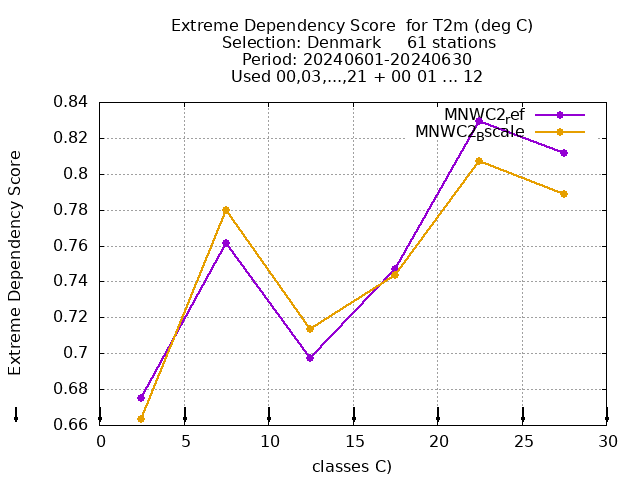 Extreme Dependency Score  for T2m (deg C)
Selection: Denmark     61 stations
Period: 20240601-20240630
Used 00,03,...,21 + 00 01 ... 12
MNWC2ref
MNWC2Bscale
0.84
0.82
0.8
0.78
0.76
0.74
0.72
0.7
0.68
0.66
Extreme Dependency Score
0 5 10 15 20 25 30
classes C)